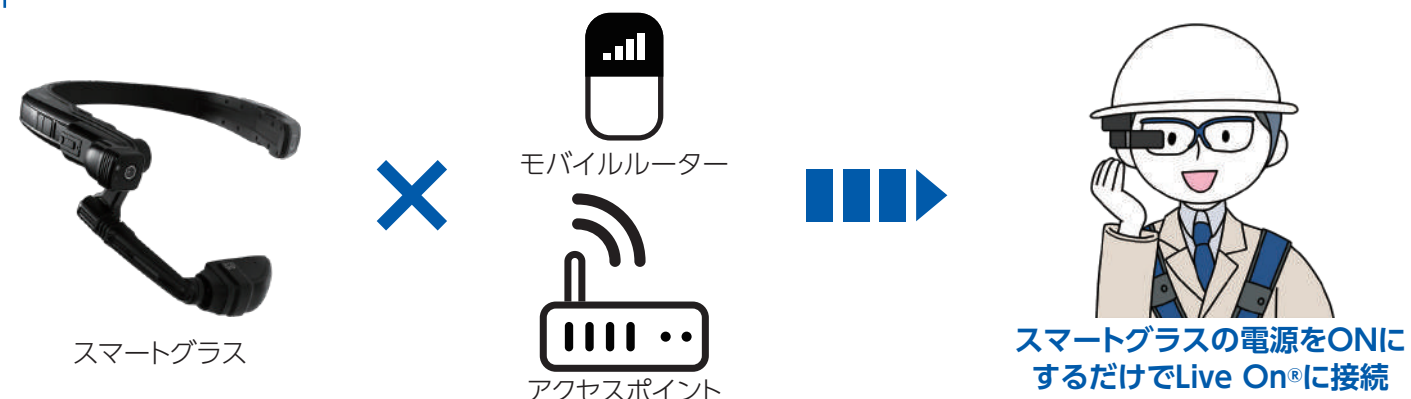 モバイルルーター
スマートグラス
アクセスポイント
スマートグラスの電源をONに
するだけでLive On®に接続